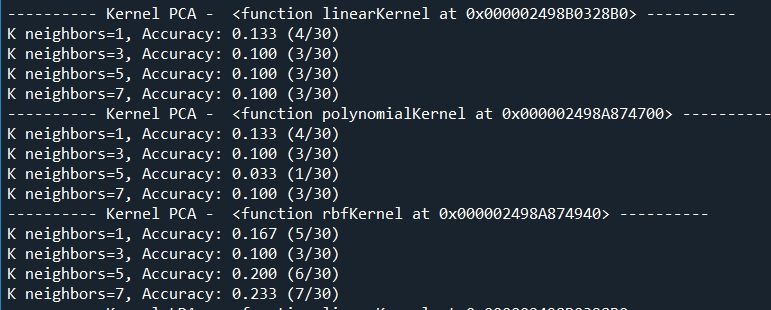 ---------- Kernel PCA -  <function linearKernel at 0x000002498B0328B0> ----------
K neighbors=1, Accuracy: 0.133 (4/30)
K neighbors=3, Accuracy: 0.100 (3/30)
K neighbors=5, Accuracy: 0.100 (3/30)
K neighbors=7, Accuracy: 0.100 (3/30)
---------- Kernel PCA -  <function polynomialKernel at 0x000002498A874700> ----------
K neighbors=1, Accuracy: 0.133 (4/30)
K neighbors=3, Accuracy: 0.100 (3/30)
K neighbors=5, Accuracy: 0.033 (1/30)
K neighbors=7, Accuracy: 0.100 (3/30)
---------- Kernel PCA -  <function rbfKernel at 0x000002498A874940> ----------
K neighbors=1, Accuracy: 0.167 (5/30)
K neighbors=3, Accuracy: 0.100 (3/30)
K neighbors=5, Accuracy: 0.200 (6/30)
K neighbors=7, Accuracy: 0.233 (7/30)